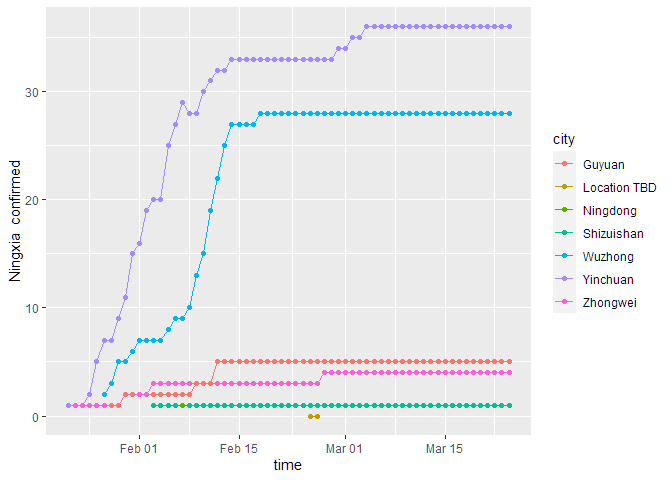 Ningxia confirmed
30
20
10
0
Feb 01
Feb 15
Mar 01
Mar 15
time
city
Guyuan
Location TBD
Ningdong
Shizuishan
Wuzhong
Yinchuan
Zhongwei